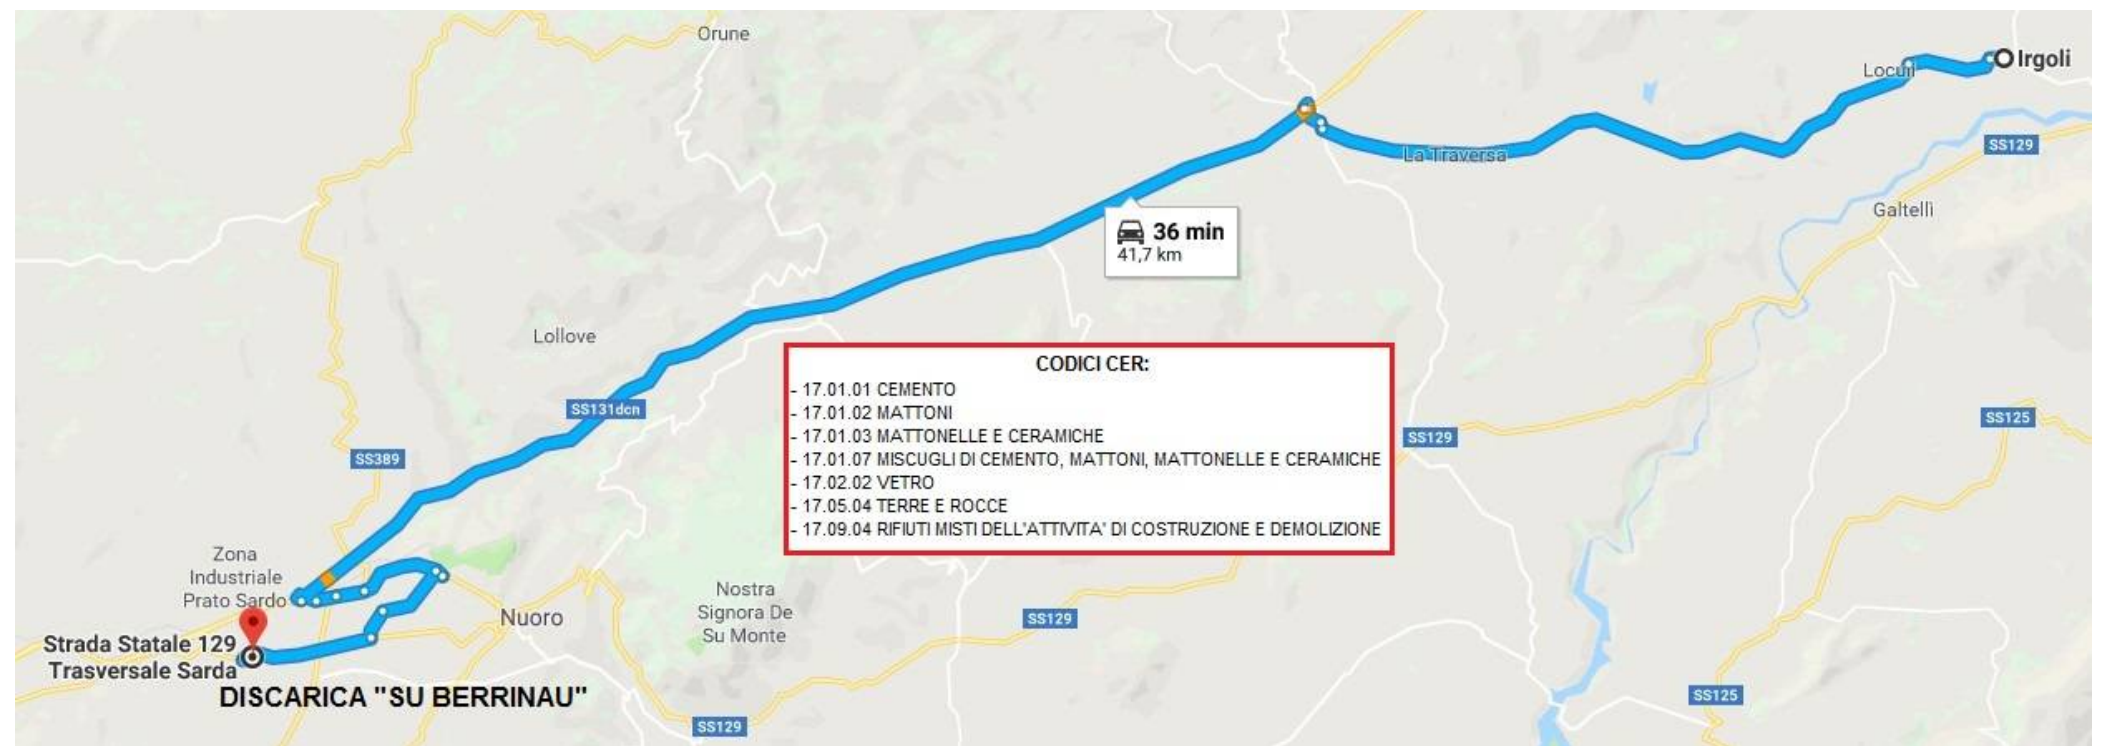 Orune
Irgoli
Loculi
La Traversa
SS129
Galtellì
36 min
41,7 km
Lollove
SS131dcn
SS389
CODICI CER:
- 17.01.01 CEMENTO
- 17.01.02 MATTONI
- 17.01.03 MATTONELLE E CERAMICHE
- 17.01.07 MISCUGLI DI CEMENTO, MATTONI, MATTONELLE E CERAMICHE
- 17.02.02 VETRO
- 17.05.04 TERRE E ROCCE
- 17.09.04 RIFIUTI MISTI DELL'ATTIVITA' DI COSTRUZIONE E DEMOLIZIONE
SS129
SS125
Zona
Industriale
Prato Sardo
Nuoro
Nostra
Signora De
Su Monte
SS129
Strada Statale 129
Trasversale Sarda
DISCARICA "SU BERRINAU"
SS129
SS125